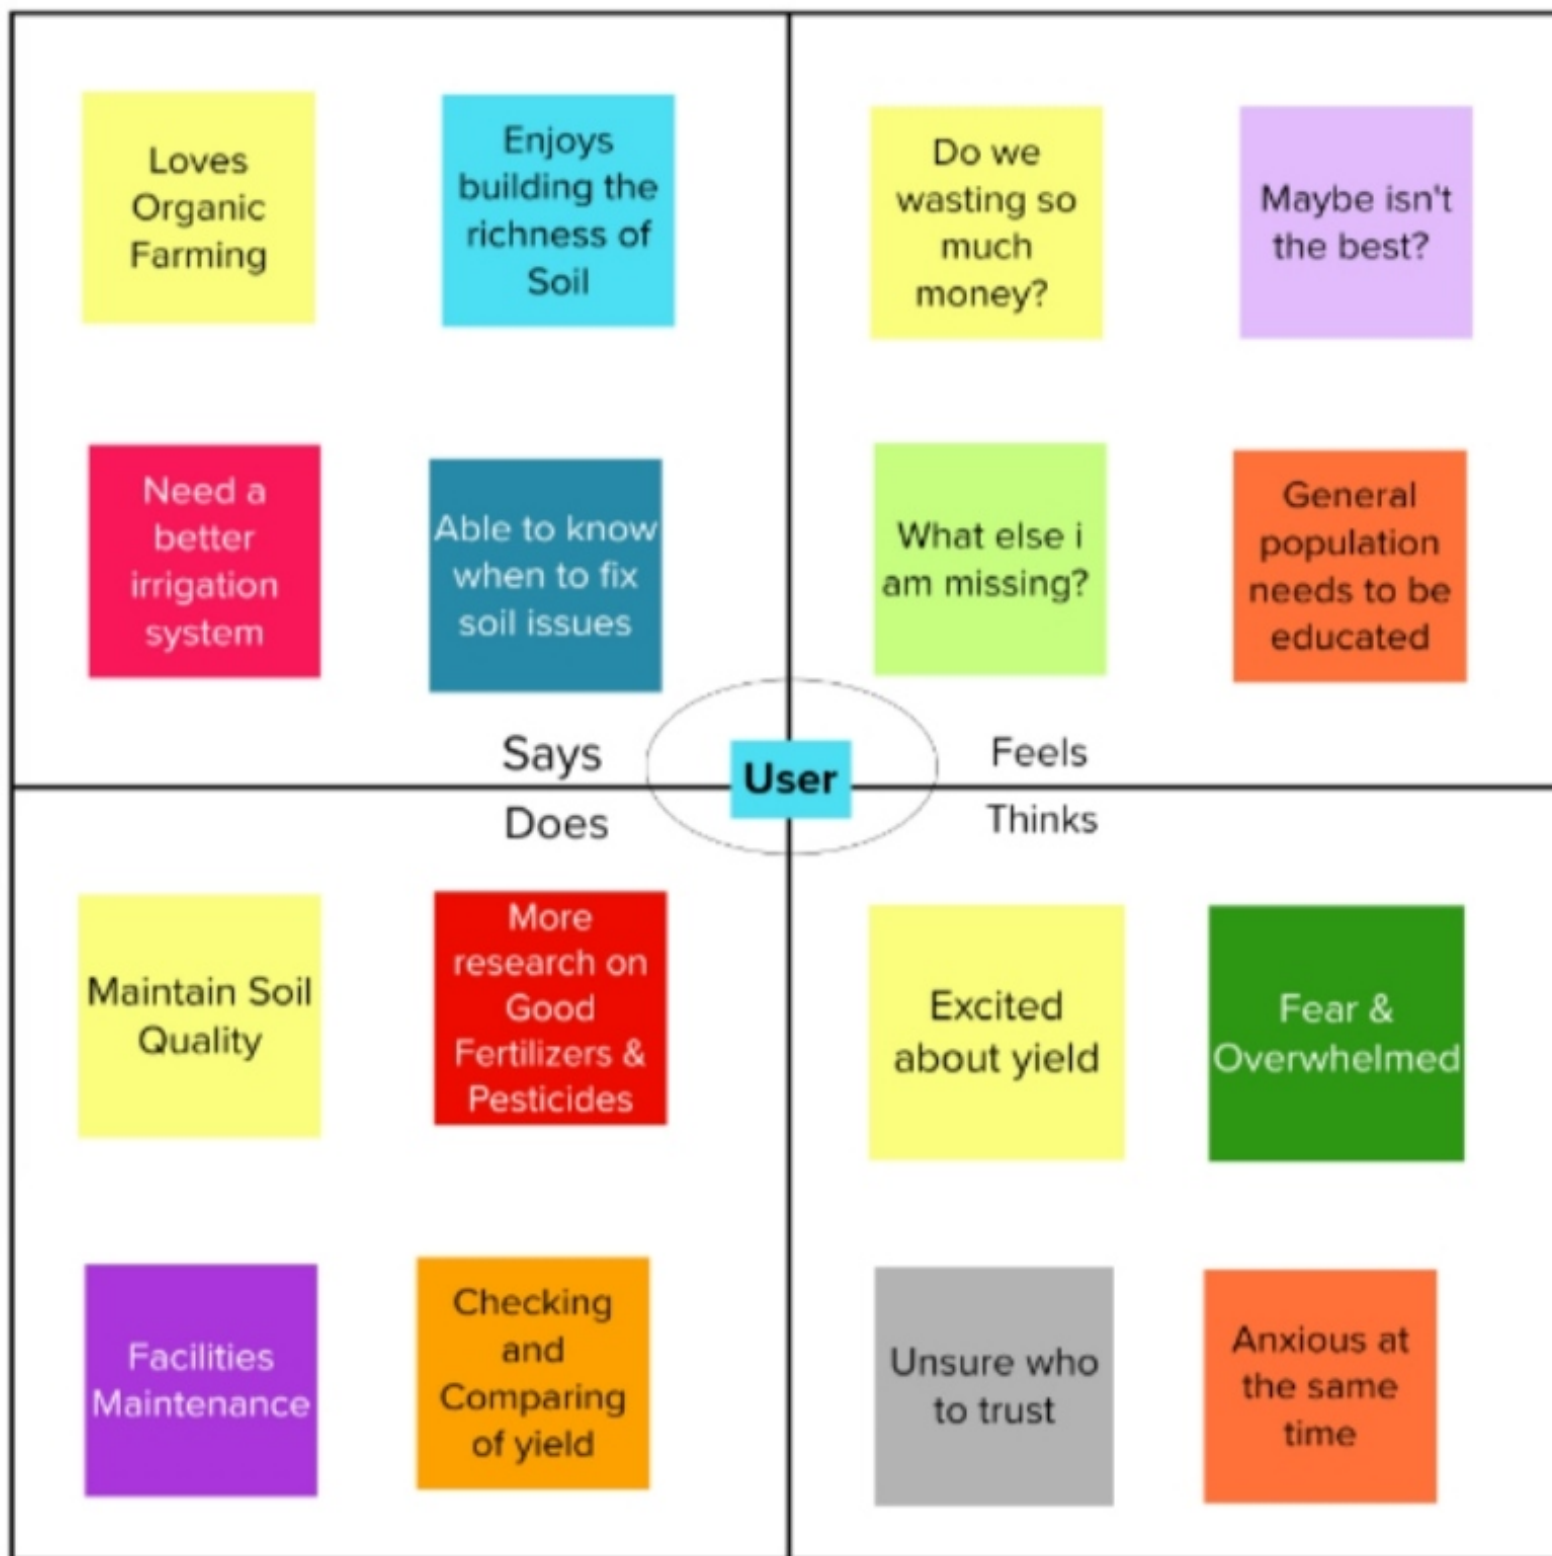 Loves
Organic
Farming
Enjoys
building the
richness of
Soil
Need a
better
irrigation
system
Able to know
when to fix
soil issues
Says
Do we
wasting so
much
money?
Maybe isn't
the best?
What else i
am missing?
General
population
needs to be
educated
Feels
User
Does
Maintain Soil
Quality
More
research on
Good
Fertilizers &
Pesticides
Facilities
Maintenance
Checking
and
Comparing
of yield
Thinks
Excited
about yield
Fear &
Overwhelmed
Unsure who
to trust
Anxious at
the same
time